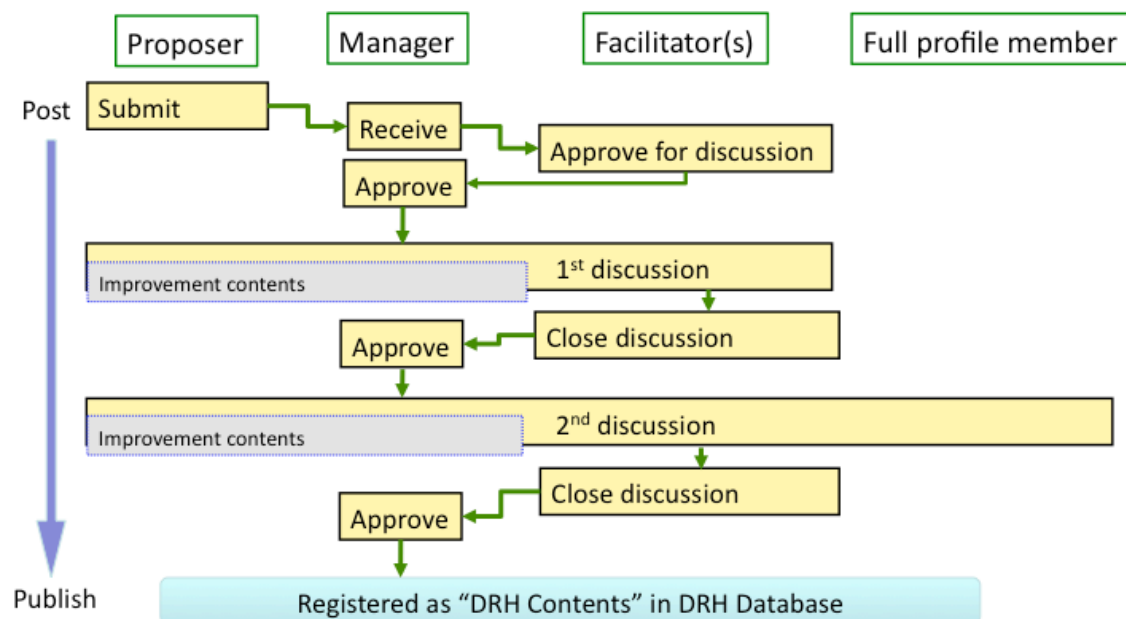 Proposer
Manager
Facilitator(s)
Full profile member
Post
Submit
Receive
Approve for discussion
Approve
1st discussion
Improvement contents
Close discussion
Approve
2nd discussion
Improvement contents
Close discussion
Approve
Publish
Registered as “DRH Contents” in DRH Database